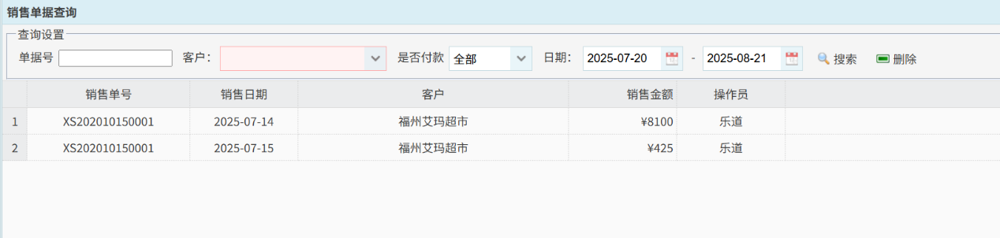 销售单据查询
查询设置
单据号 客户： 是否付款 全部 日期： 2025-07-20 - 2025-08-21 搜索 删除
销售单号 销售日期 客户 销售金额 操作员
1 XS202010150001 2025-07-14 福州艾玛超市 ¥8100 乐道
2 XS202010150001 2025-07-15 福州艾玛超市 ¥425 乐道